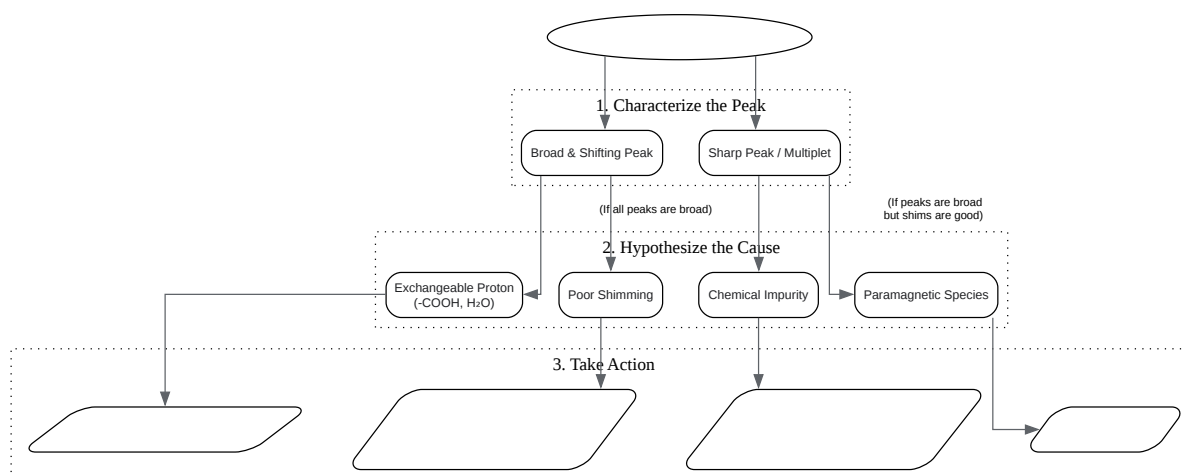 1. Characterize the Peak
Broad & Shifting Peak
Sharp Peak / Multiplet
(If all peaks are broad)
(If peaks are broad
but shims are good)
2. Hypothesize the Cause
Exchangeable Proton
(-COOH, H₂O)
Poor Shimming
Chemical Impurity
Paramagnetic Species
3. Take Action